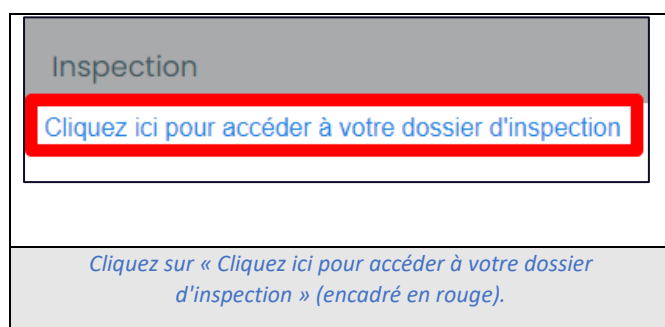 Inspection
Cliquez ici pour accéder à votre dossier d'inspection
Cliquez sur « Cliquez ici pour accéder à votre dossier
d'inspection » (encadré en rouge).